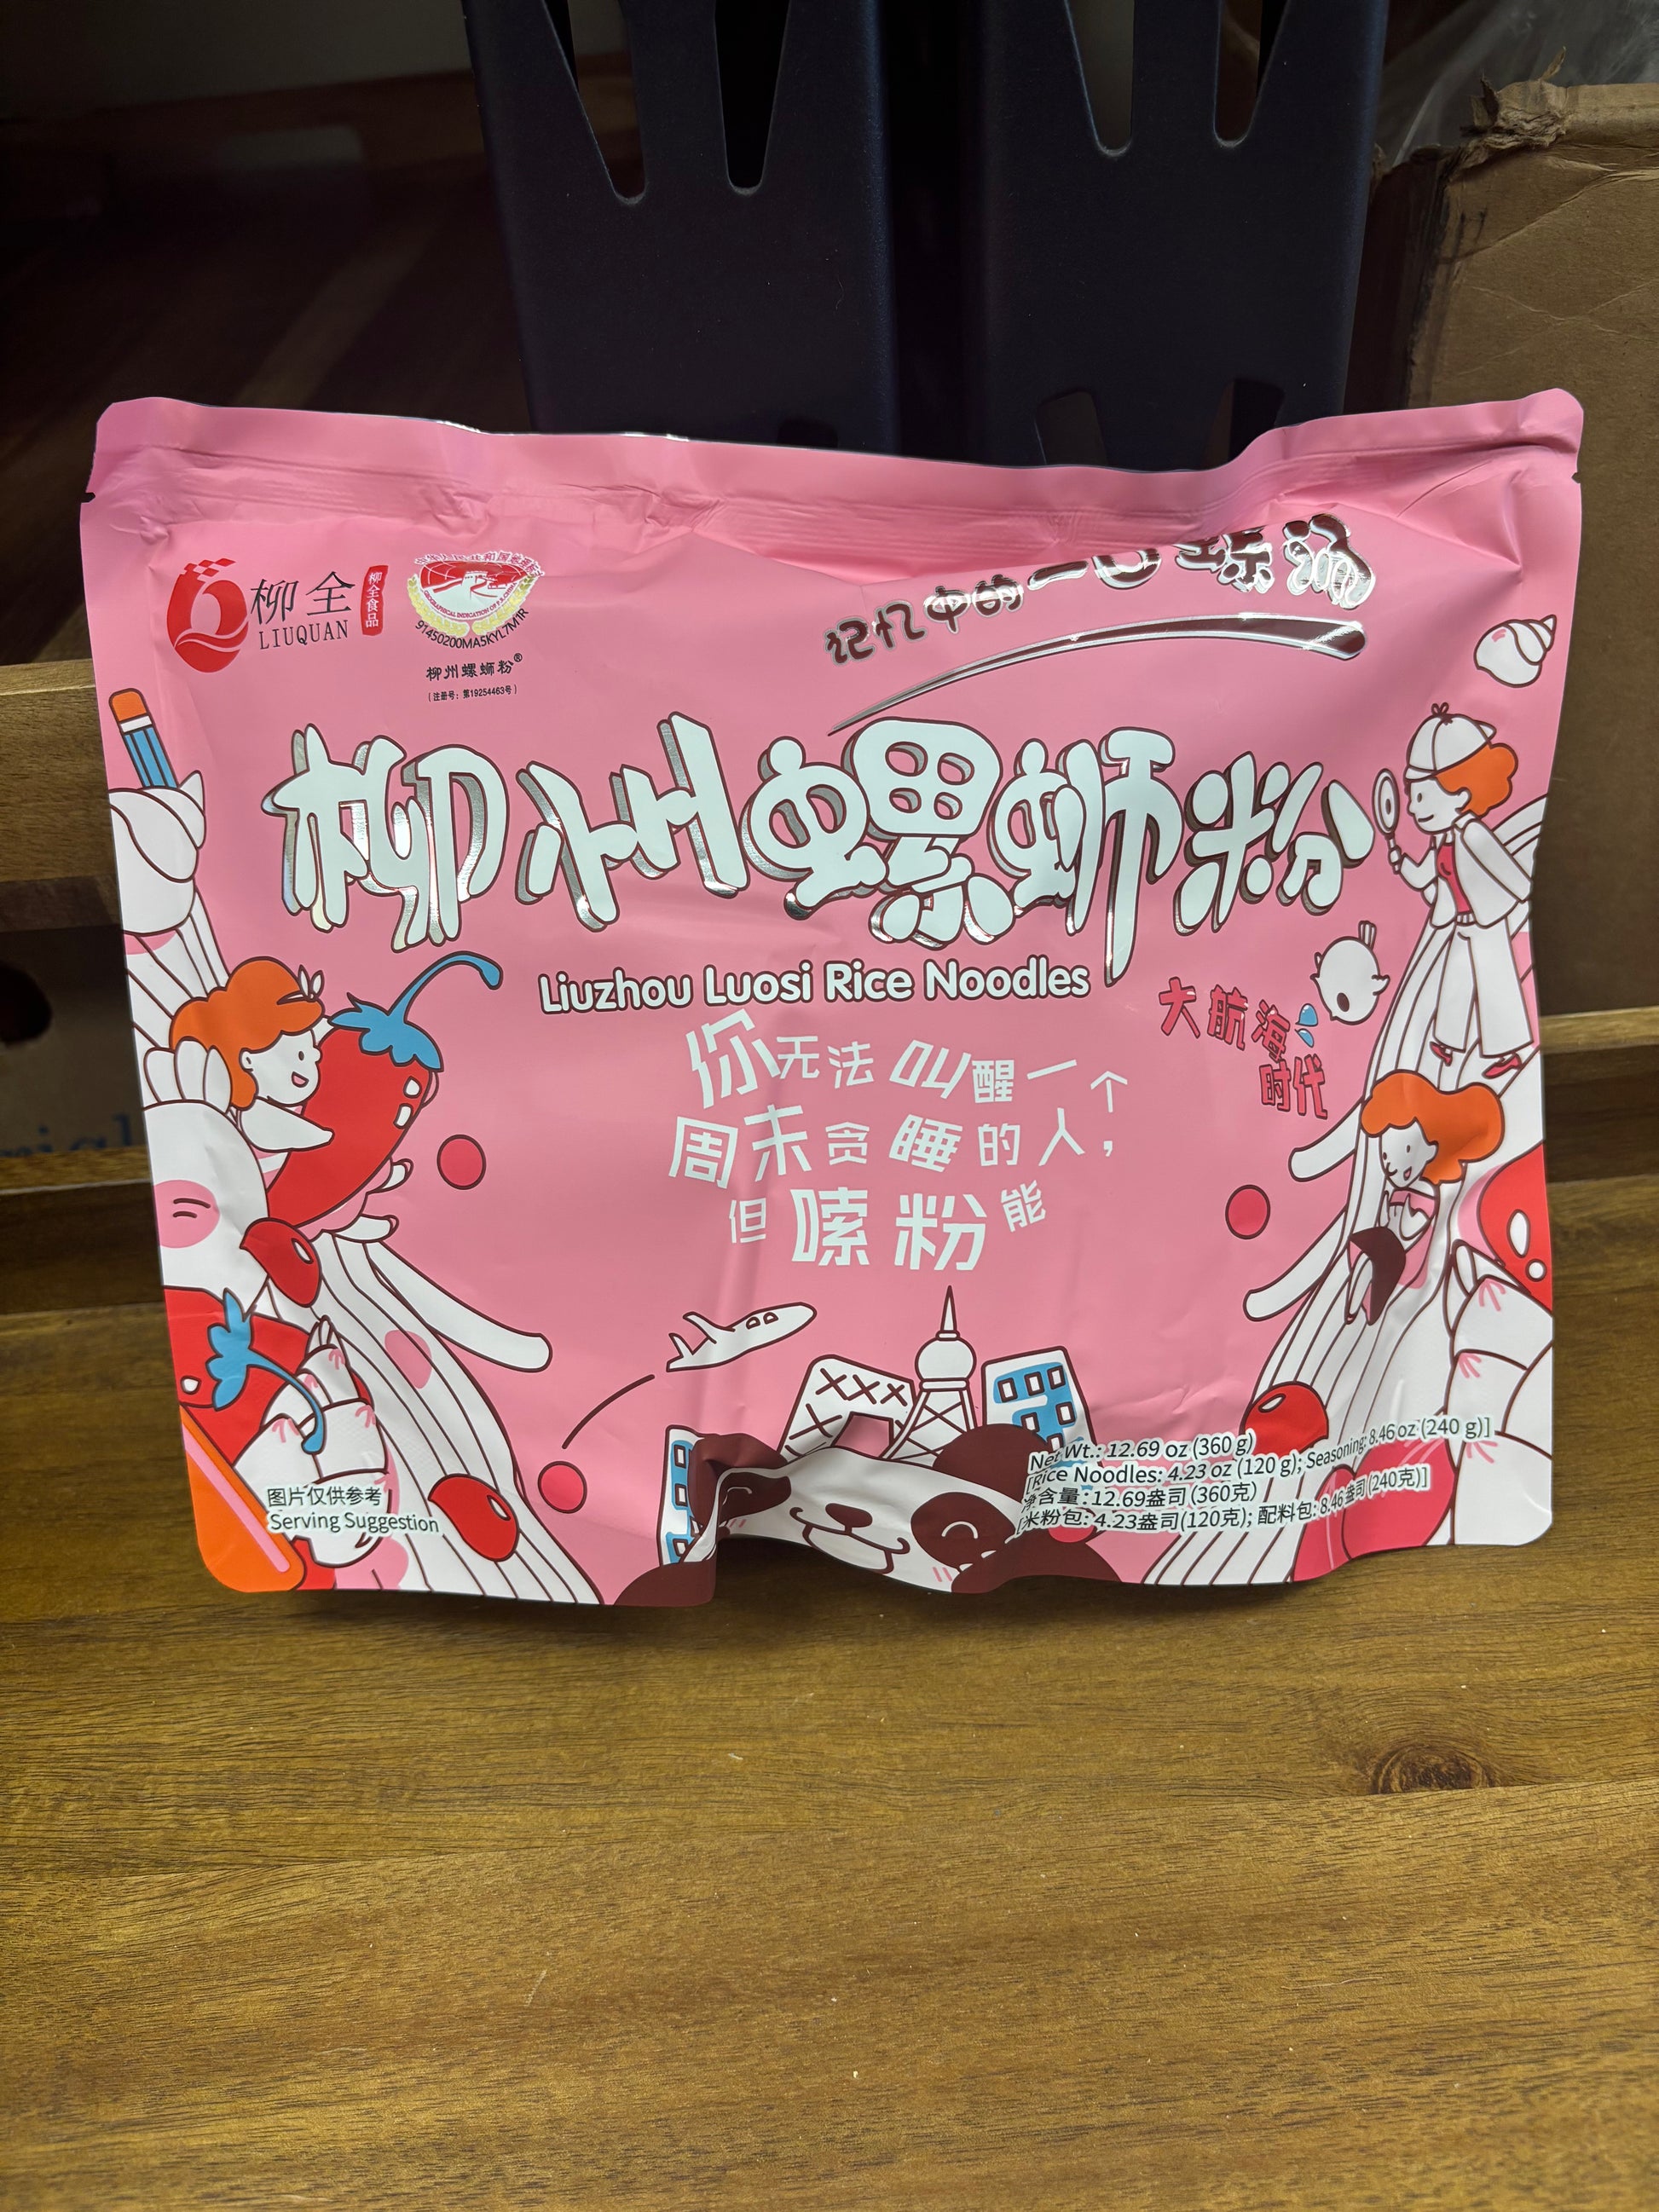 柳全
LIUQUAN
柳全食品
GEOGRAPHICAL INDICATION OF P.R.CHINA
91450200MA5KYL7M1R
柳州螺蛳粉®
(注册号:第19254463号)
记忆中的一口螺汤
柳州螺蛳粉
Liuzhou Luosi Rice Noodles
大航海
时代
你无法叫醒一个
周末贪睡的人,
但嗦粉能
Net Wt.: 12.69 oz (360 g)
[Rice Noodles: 4.23 oz (120 g); Seasoning: 8.46 oz (240 g)]
净含量:12.69盎司(360克)
[米粉包: 4.23盎司(120克); 配料包: 8.46盎司(240克)]
图片仅供参考
Serving Suggestion